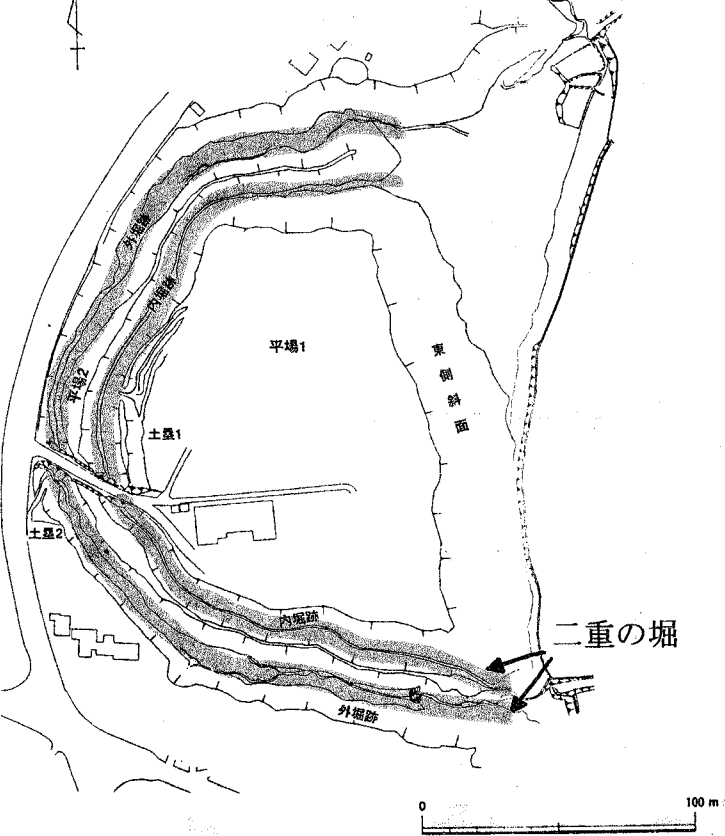 外堀跡
内堀跡
平場2
平場1
東側斜面
土塁1
土塁2
内堀跡
外堀跡
二重の堀
0
100 m